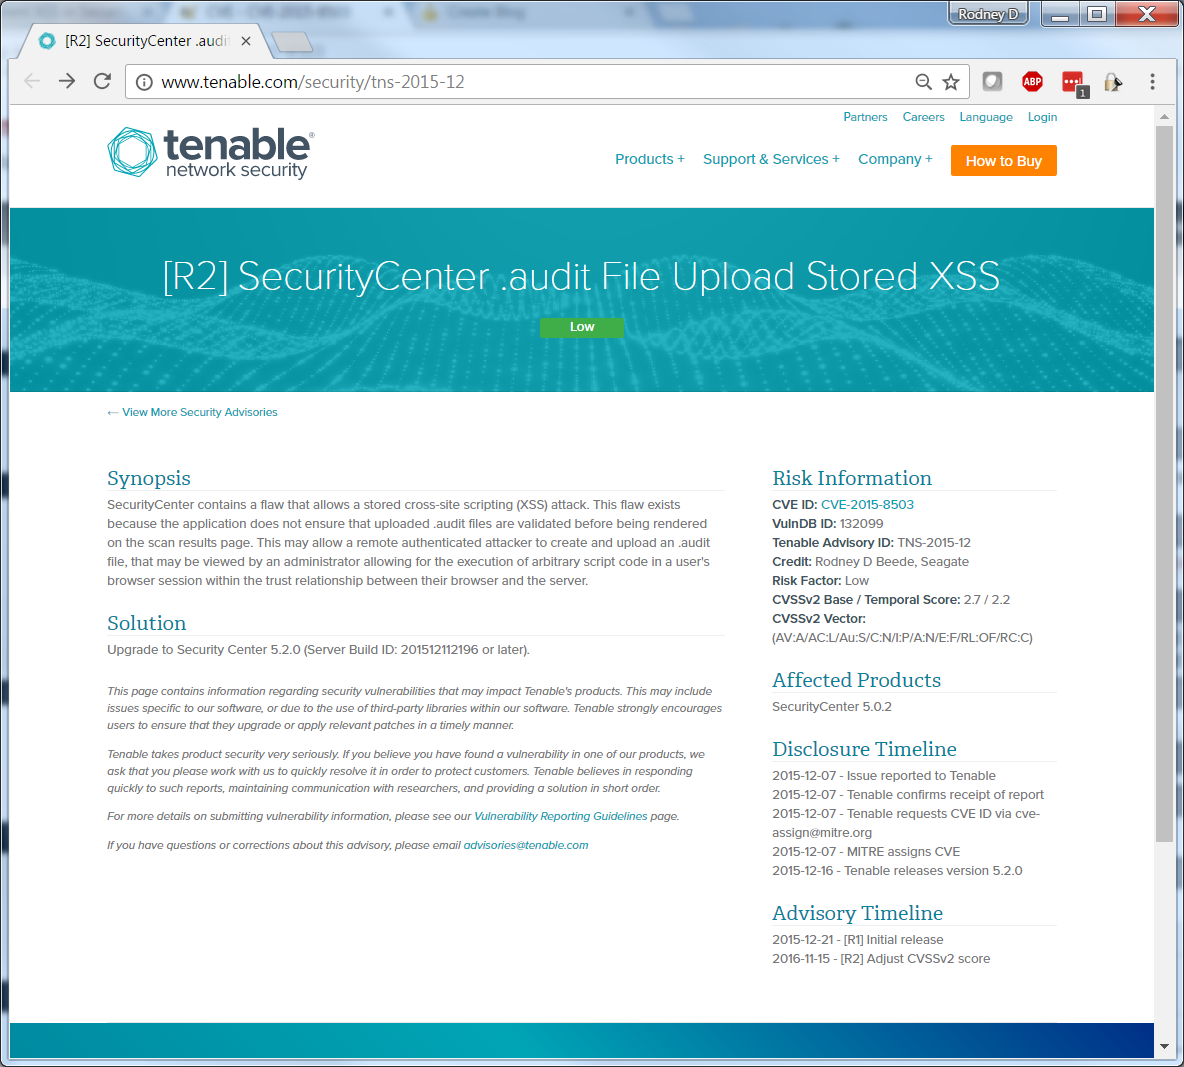 CVE - CVE-2015-8503
Create Blog
Rodney D
[R2] SecurityCenter .audi
www.tenable.com/security/tns-2015-12
ABP
1
Partners Careers Language Login
tenable®
network security
Products + Support & Services + Company + How to Buy
[R2] SecurityCenter .audit File Upload Stored XSS
Low
← View More Security Advisories
Synopsis
SecurityCenter contains a flaw that allows a stored cross-site scripting (XSS) attack. This flaw exists
because the application does not ensure that uploaded .audit files are validated before being rendered
on the scan results page. This may allow a remote authenticated attacker to create and upload an .audit
file, that may be viewed by an administrator allowing for the execution of arbitrary script code in a user's
browser session within the trust relationship between their browser and the server.
Solution
Upgrade to Security Center 5.2.0 (Server Build ID: 201512112196 or later).
This page contains information regarding security vulnerabilities that may impact Tenable's products. This may include
issues specific to our software, or due to the use of third-party libraries within our software. Tenable strongly encourages
users to ensure that they upgrade or apply relevant patches in a timely manner.
Tenable takes product security very seriously. If you believe you have found a vulnerability in one of our products, we
ask that you please work with us to quickly resolve it in order to protect customers. Tenable believes in responding
quickly to such reports, maintaining communication with researchers, and providing a solution in short order.
For more details on submitting vulnerability information, please see our Vulnerability Reporting Guidelines page.
If you have questions or corrections about this advisory, please email advisories@tenable.com
Risk Information
CVE ID: CVE-2015-8503
VulnDB ID: 132099
Tenable Advisory ID: TNS-2015-12
Credit: Rodney D Beede, Seagate
Risk Factor: Low
CVSSv2 Base / Temporal Score: 2.7 / 2.2
CVSSv2 Vector:
(AV:A/AC:L/Au:S/C:N/I:P/A:N/E:F/RL:OF/RC:C)
Affected Products
SecurityCenter 5.0.2
Disclosure Timeline
2015-12-07 - Issue reported to Tenable
2015-12-07 - Tenable confirms receipt of report
2015-12-07 - Tenable requests CVE ID via cve-
assign@mitre.org
2015-12-07 - MITRE assigns CVE
2015-12-16 - Tenable releases version 5.2.0
Advisory Timeline
2015-12-21 - [R1] Initial release
2016-11-15 - [R2] Adjust CVSSv2 score